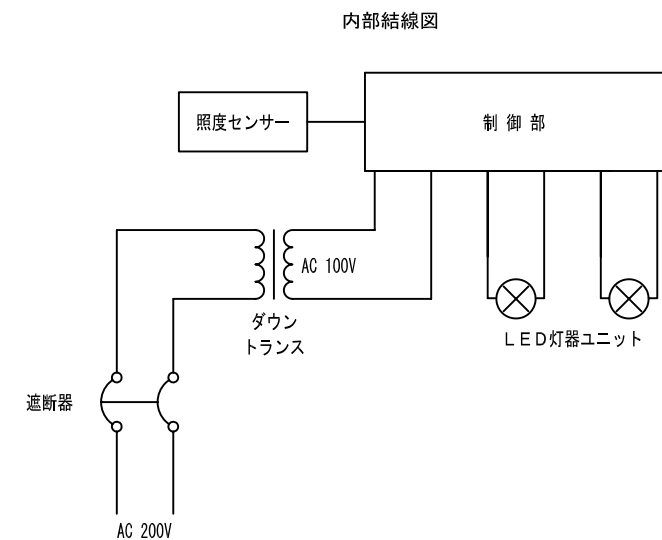 内部結線図
照度センサー
制 御 部
AC 100V
ダウン
トランス
LED灯器ユニット
遮断器
AC 200V